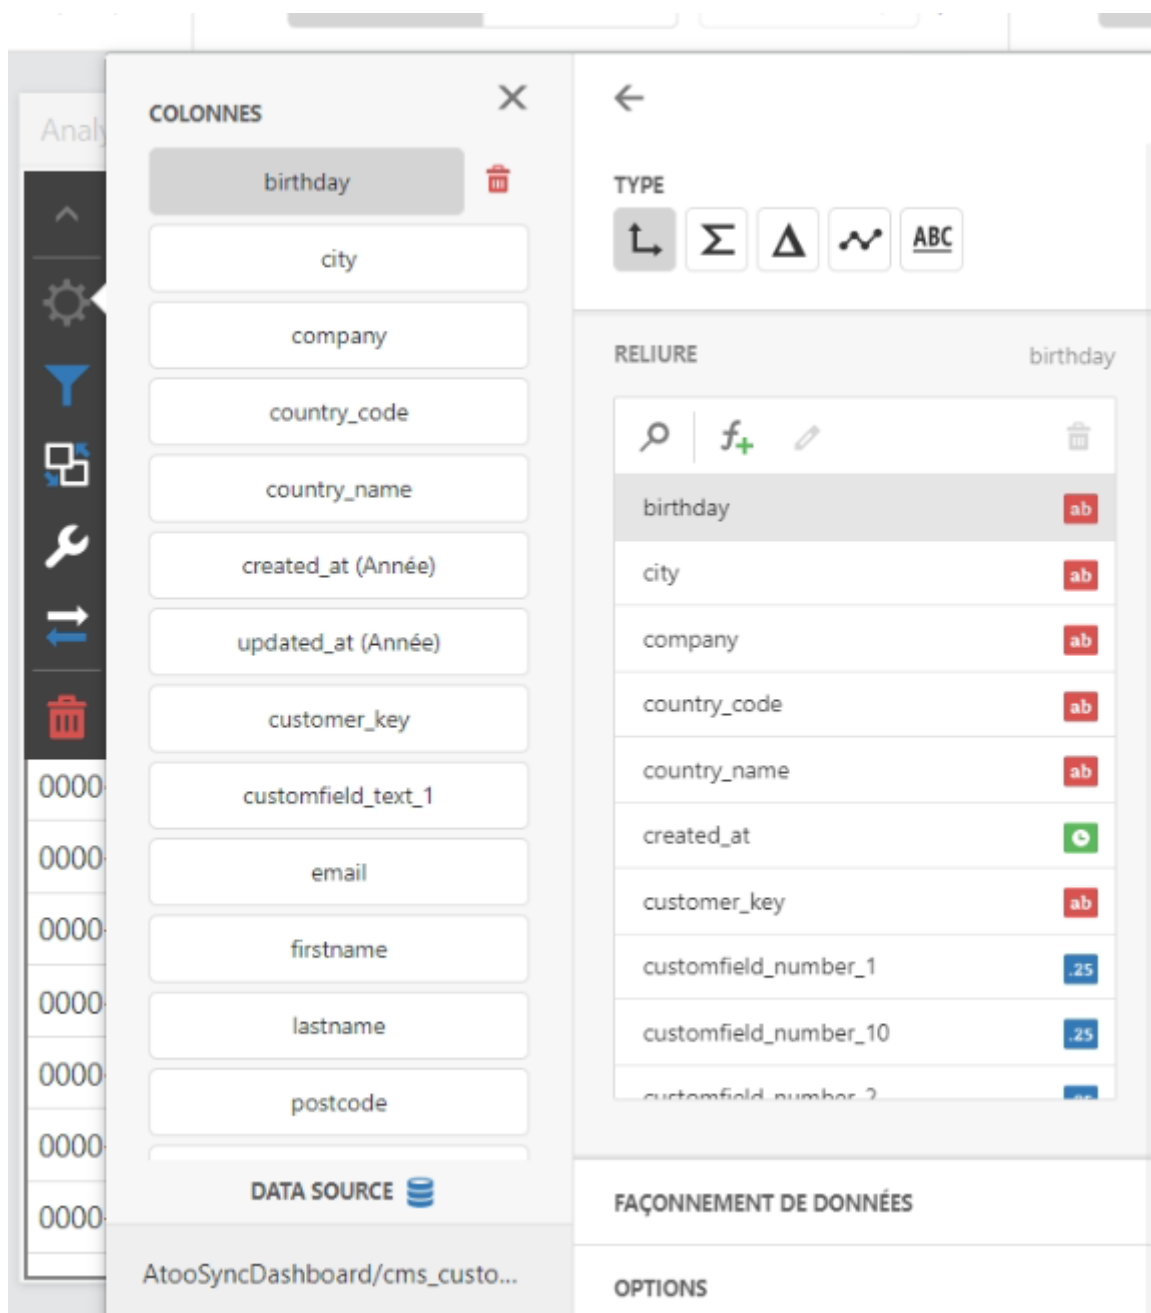 Analy
COLONNES
birthday
city
company
country_code
country_name
created_at (Année)
updated_at (Année)
customer_key
customfield_text_1
email
firstname
lastname
postcode
DATA SOURCE
AtooSyncDashboard/cms_custo...
0000-
0000-
0000-
0000-
0000-
0000-
0000-
TYPE
ABC
RELIURE birthday
birthday ab
city ab
company ab
country_code ab
country_name ab
created_at
customer_key ab
customfield_number_1 .25
customfield_number_10 .25
customfield_number_2 .25
FAÇONNEMENT DE DONNÉES
OPTIONS